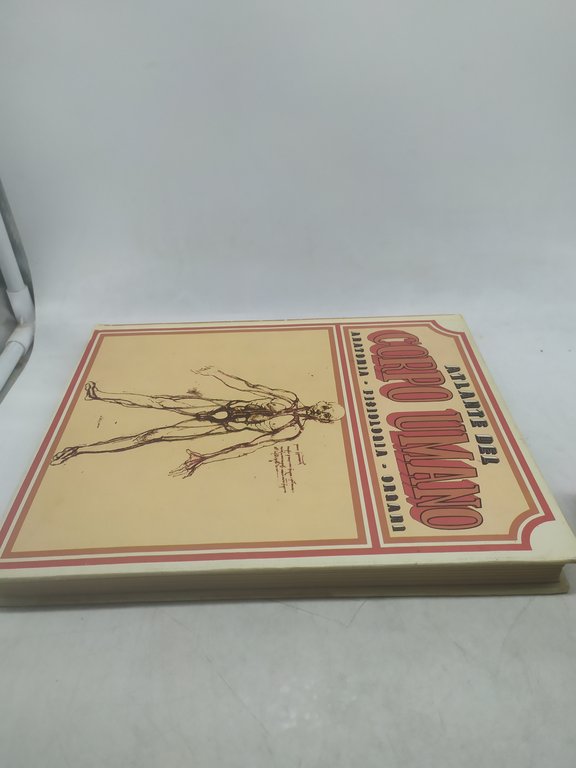 ATLANTE DEL
CORPO UMANO
ANATOMIA - FISIOLOGIA - ORGANI